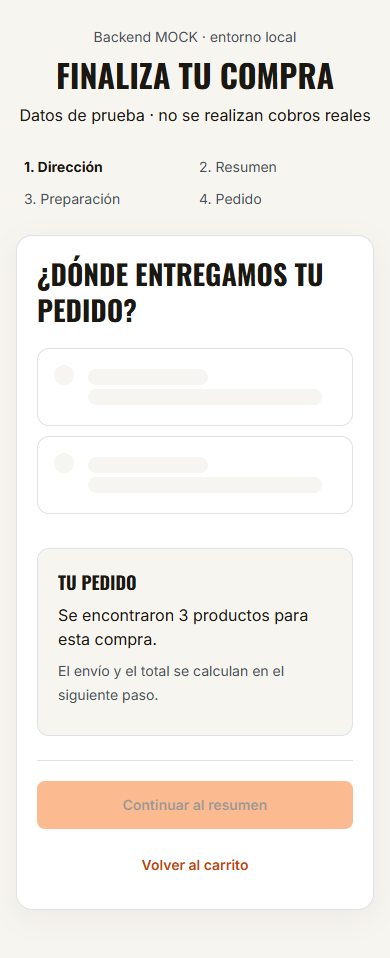 Backend MOCK · entorno local
FINALIZA TU COMPRA
Datos de prueba · no se realizan cobros reales
1. Dirección
2. Resumen
3. Preparación
4. Pedido
¿DÓNDE ENTREGAMOS TU
PEDIDO?
TU PEDIDO
Se encontraron 3 productos para
esta compra.
El envío y el total se calculan en el
siguiente paso.
Continuar al resumen
Volver al carrito